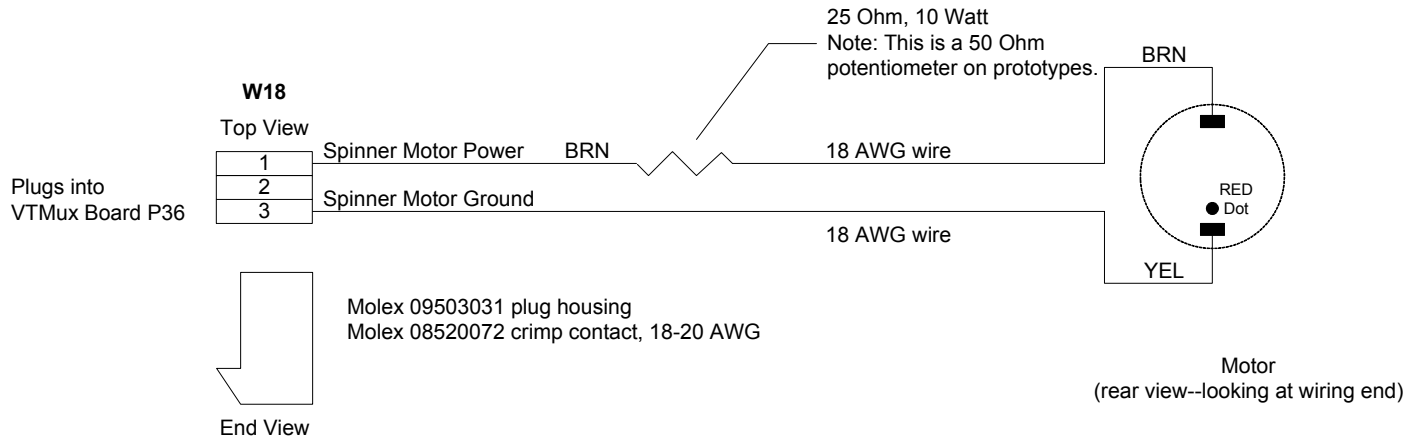 25 Ohm, 10 Watt
Note: This is a 50 Ohm
potentiometer on prototypes.
BRN
W18
Top View
1
Spinner Motor Power
BRN
18 AWG wire
2
Plugs into
VTMux Board P36
3
Spinner Motor Ground
RED
Dot
18 AWG wire
YEL
Molex 09503031 plug housing
Molex 08520072 crimp contact, 18-20 AWG
Motor
(rear view--looking at wiring end)
End View